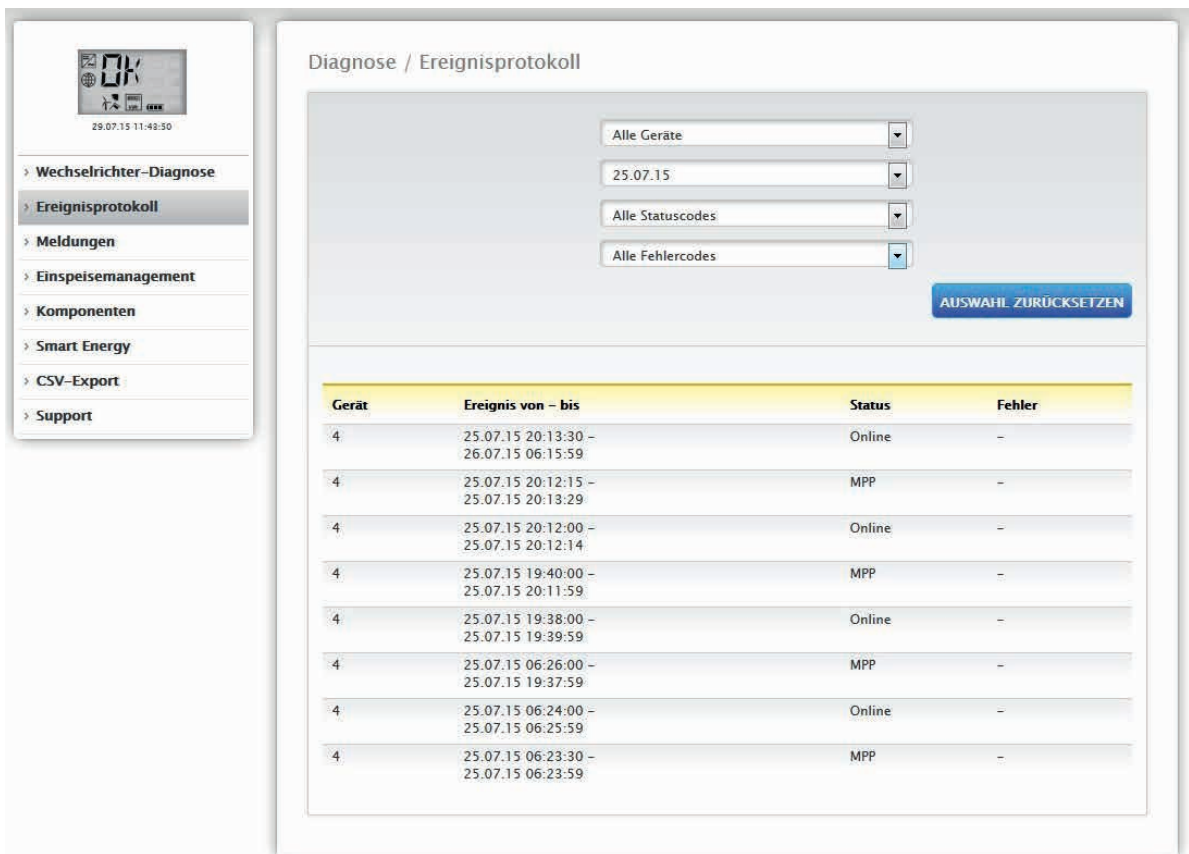 OK
29.07.15 11:43:50
Wechselrichter-Diagnose
Ereignisprotokoll
Meldungen
Einspeisemanagement
Komponenten
Smart Energy
CSV-Export
Support
Diagnose / Ereignisprotokoll
Alle Geräte
25.07.15
Alle Statuscodes
Alle Fehlercodes
AUSWAHL ZURÜCKSETZEN
Gerät Ereignis von – bis Status Fehler
4 25.07.15 20:13:30 – Online –
26.07.15 06:15:59
4 25.07.15 20:12:15 – MPP –
25.07.15 20:13:29
4 25.07.15 20:12:00 – Online –
25.07.15 20:12:14
4 25.07.15 19:40:00 – MPP –
25.07.15 20:11:59
4 25.07.15 19:38:00 – Online –
25.07.15 19:39:59
4 25.07.15 06:26:00 – MPP –
25.07.15 19:37:59
4 25.07.15 06:24:00 – Online –
25.07.15 06:25:59
4 25.07.15 06:23:30 – MPP –
25.07.15 06:23:59